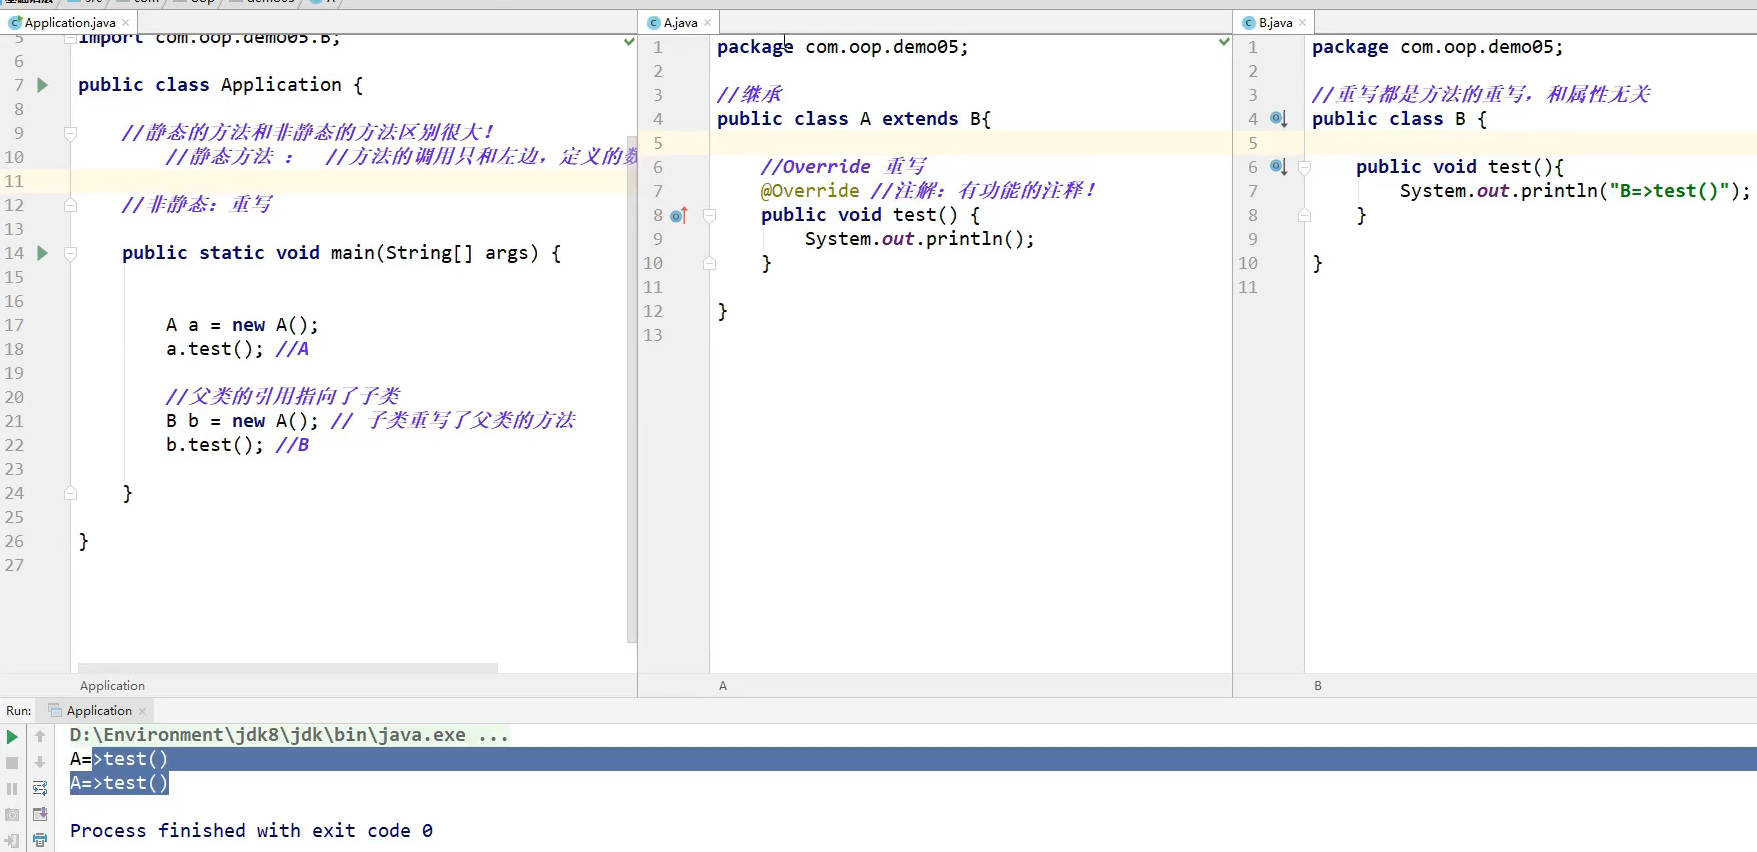 Application.java
import com.oop.demo05.B;
public class Application {
//静态的方法和非静态的方法区别很大!
//静态方法 : //方法的调用只和左边,定义的数
//非静态: 重写
public static void main(String[] args) {
A a = new A();
a.test(); //A
//父类的引用指向了子类
B b = new A(); // 子类重写了父类的方法
b.test(); //B
}
}
Application
A.java
package com.oop.demo05;
//继承
public class A extends B{
//Override 重写
@Override //注解: 有功能的注释!
public void test() {
System.out.println();
}
}
A
B.java
package com.oop.demo05;
//重写都是方法的重写, 和属性无关
public class B {
public void test(){
System.out.println("B=>test()");
}
}
B
Run: Application
D:\Environment\jdk8\jdk\bin\java.exe ...
A=>test()
A=>test()
Process finished with exit code 0